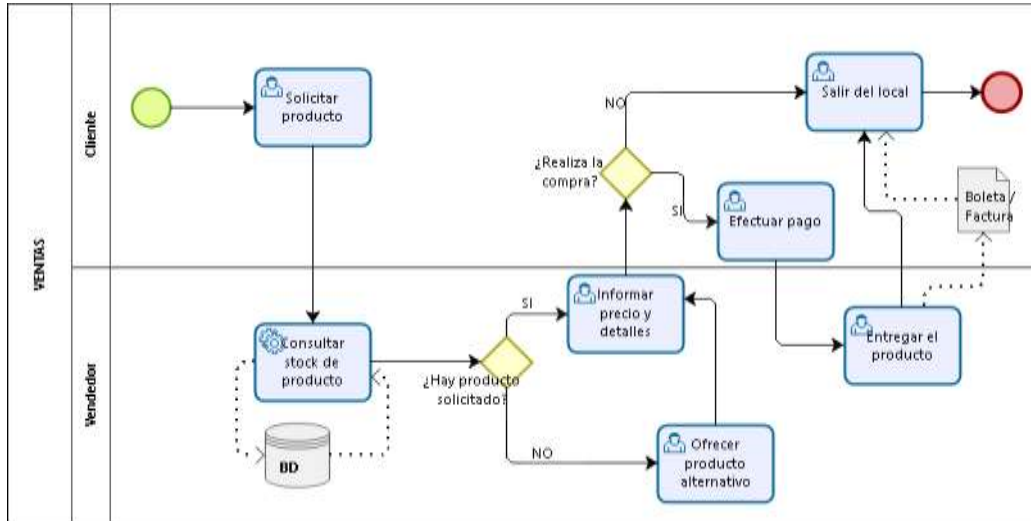 VENTAS
Cliente
Solicitar
producto
¿Realiza la
compra?
NO
SI
Efectuar pago
Salir del local
Boleta /
Factura
Vendedor
Consultar
stock de
producto
BD
¿Hay producto
solicitado?
SI
NO
Informar
precio y
detalles
Ofrecer
producto
alternativo
Entregar el
producto